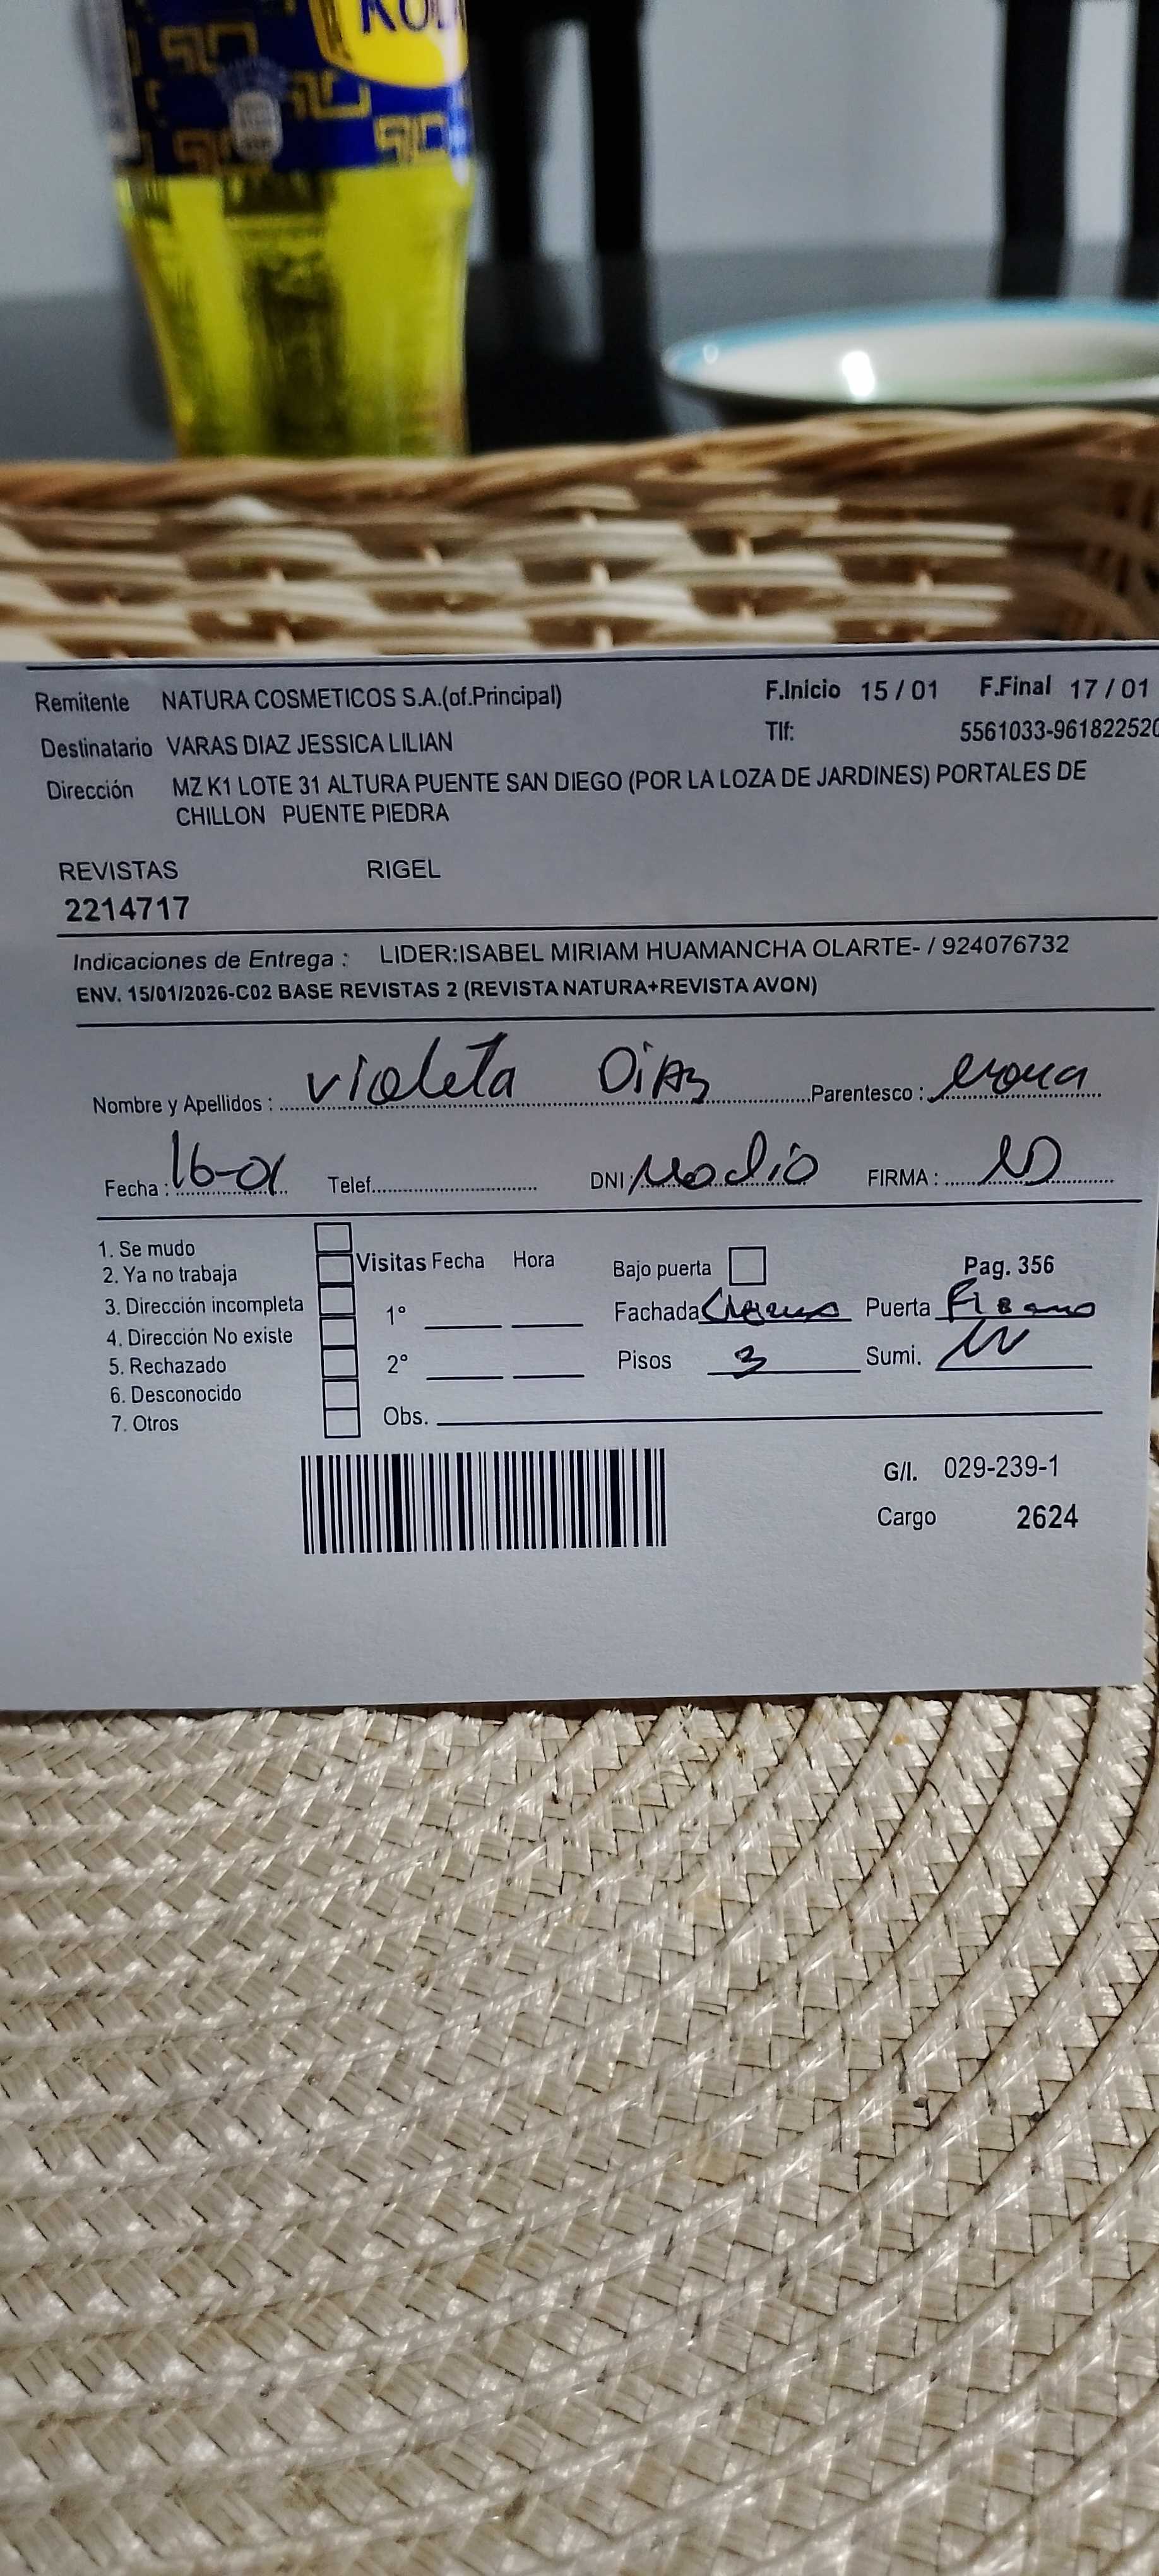 KOL
Remitente NATURA COSMETICOS S.A.(of.Principal) F.Inicio 15 / 01 F.Final 17 / 01
Destinatario VARAS DIAZ JESSICA LILIAN Tlf: 5561033-961822520
Dirección MZ K1 LOTE 31 ALTURA PUENTE SAN DIEGO (POR LA LOZA DE JARDINES) PORTALES DE
CHILLON PUENTE PIEDRA
REVISTAS RIGEL
2214717
Indicaciones de Entrega : LIDER:ISABEL MIRIAM HUAMANCHA OLARTE- / 924076732
ENV. 15/01/2026-C02 BASE REVISTAS 2 (REVISTA NATURA+REVISTA AVON)
Nombre y Apellidos : violeta Diaz Parentesco :
Fecha : 16-01 Telef. DNI No dio FIRMA :
1. Se mudo
2. Ya no trabaja Visitas Fecha Hora Bajo puerta Pag. 356
3. Dirección incompleta 1° Fachada Puerta
4. Dirección No existe
5. Rechazado 2° Pisos 3 Sumi.
6. Desconocido
7. Otros Obs.
G/I. 029-239-1
Cargo 2624